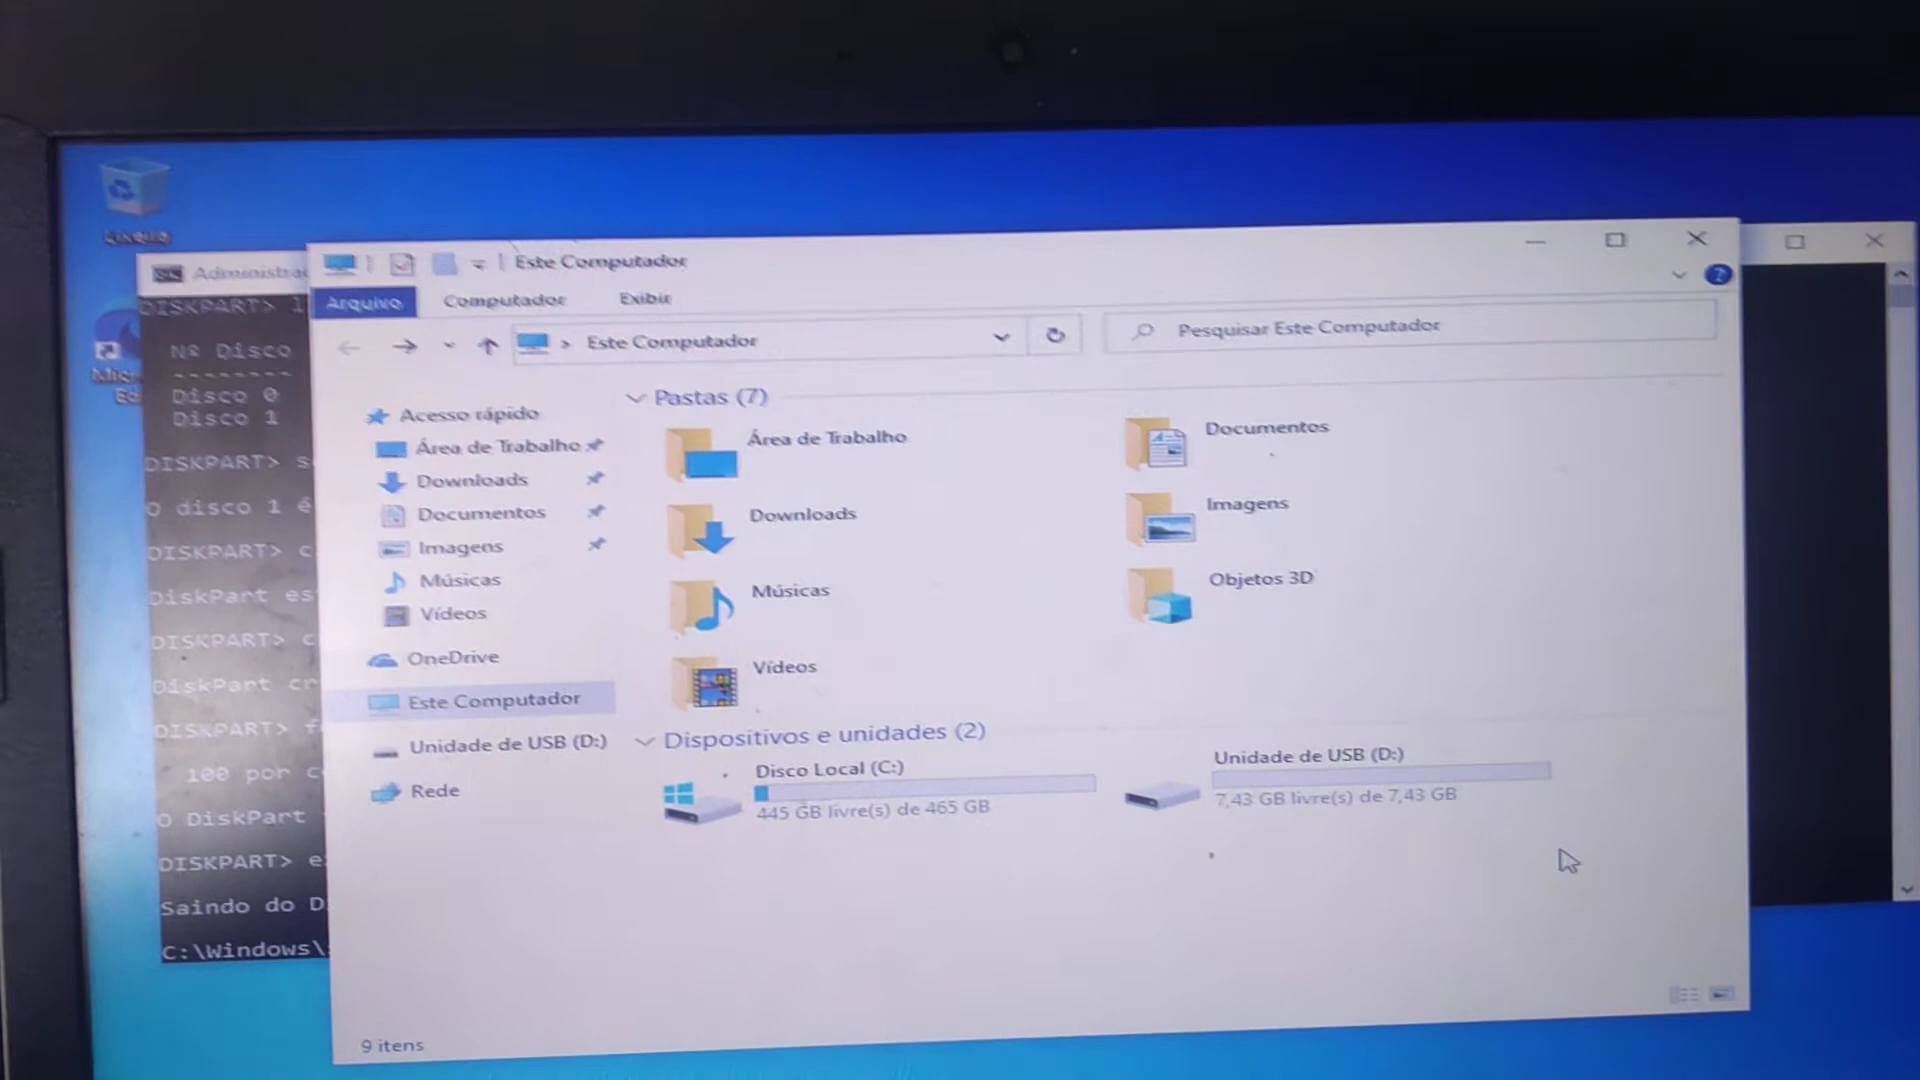 Lixeira
Administra
DISKPART> l
Nº Disco
--------
Disco 0
Disco 1
DISKPART> s
O disco 1 é
DISKPART> c
DiskPart es
DISKPART> c
DiskPart cr
DISKPART> f
100 por c
O DiskPart
DISKPART> e
Saindo do D
C:\Windows\
Este Computador
Arquivo Computador Exibir
Este Computador
Pesquisar Este Computador
Acesso rápido
Área de Trabalho
Downloads
Documentos
Imagens
Músicas
Vídeos
OneDrive
Este Computador
Unidade de USB (D:)
Rede
Pastas (7)
Área de Trabalho
Documentos
Downloads
Imagens
Músicas
Objetos 3D
Vídeos
Dispositivos e unidades (2)
Disco Local (C:)
445 GB livre(s) de 465 GB
Unidade de USB (D:)
7,43 GB livre(s) de 7,43 GB
9 itens